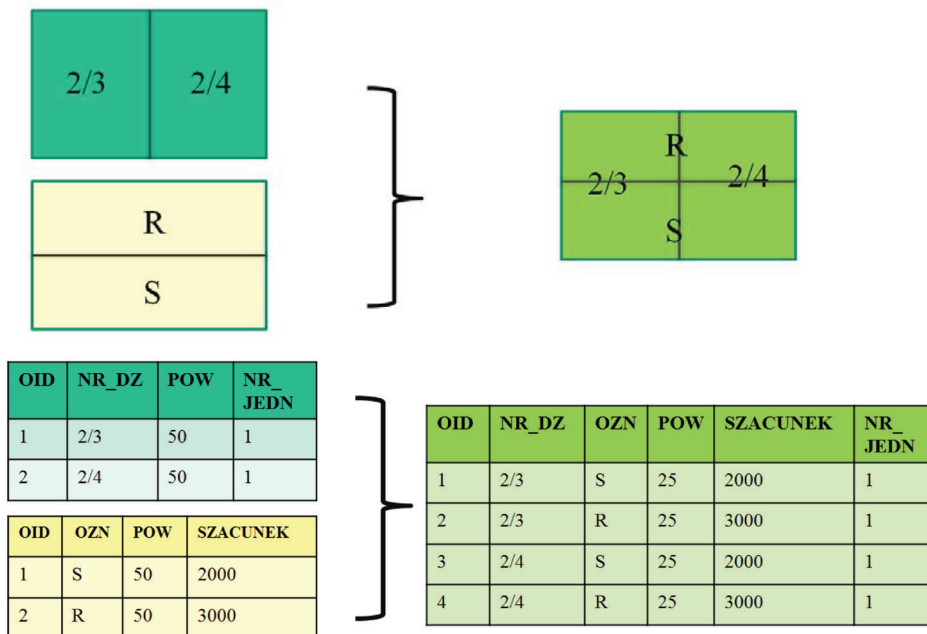 2/3 2/4
R
S
R
2/3 2/4
S
OID NR_DZ POW NR_
JEDN
1 2/3 50 1
2 2/4 50 1
OID OZN POW SZACUNEK
1 S 50 2000
2 R 50 3000
OID NR_DZ OZN POW SZACUNEK NR_
JEDN
1 2/3 S 25 2000 1
2 2/3 R 25 3000 1
3 2/4 S 25 2000 1
4 2/4 R 25 3000 1